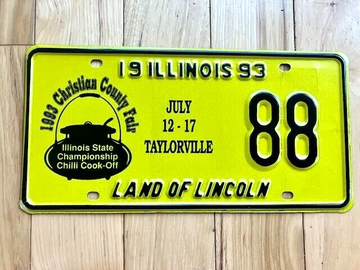 19 ILLINOIS 93
1993 Christian County Fair
Illinois State
Championship
Chilli Cook-Off
JULY
12 - 17
TAYLORVILLE
88
LAND OF LINCOLN